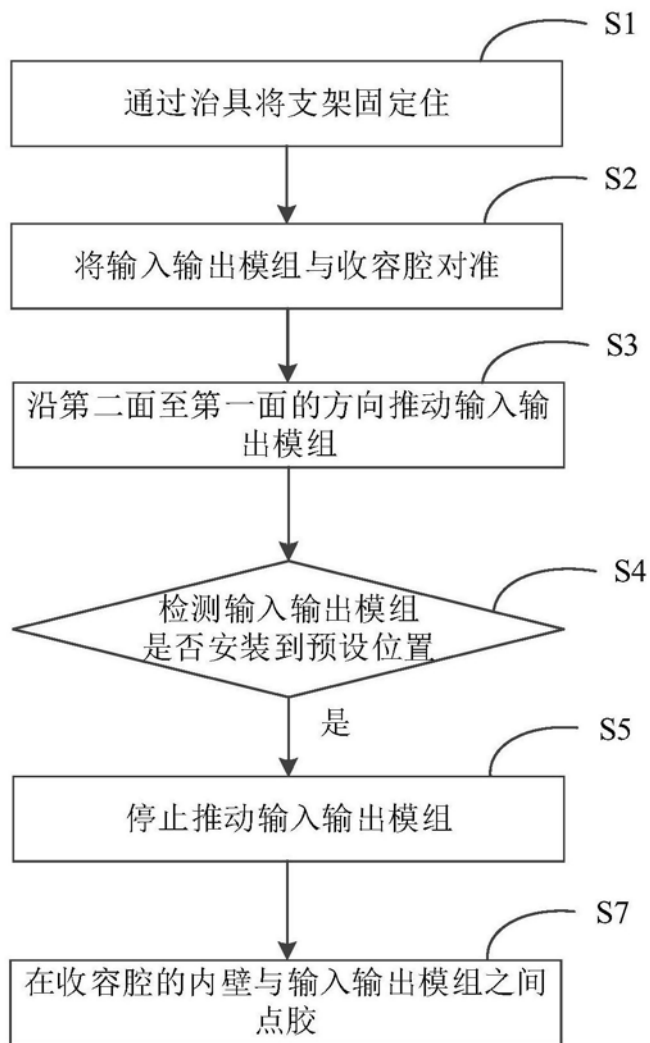 S1
通过治具将支架固定住
S2
将输入输出模组与收容腔对准
S3
沿第二面至第一面的方向推动输入输
出模组
S4
检测输入输出模组
是否安装到预设位置
是
S5
停止推动输入输出模组
S7
在收容腔的内壁与输入输出模组之间
点胶